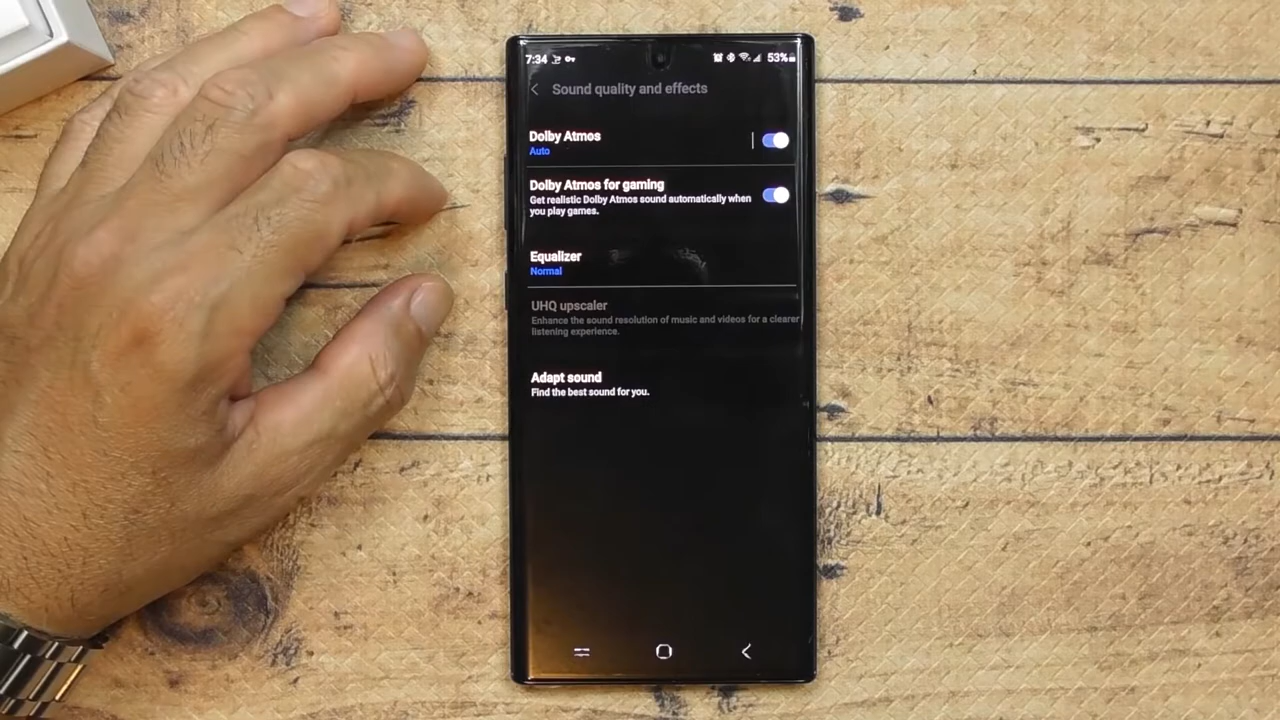 7:34 53%
Sound quality and effects
Dolby Atmos
Auto
Dolby Atmos for gaming
Get realistic Dolby Atmos sound automatically when
you play games.
Equalizer
Normal
UHQ upscaler
Enhance the sound resolution of music and videos for a clearer
listening experience.
Adapt sound
Find the best sound for you.